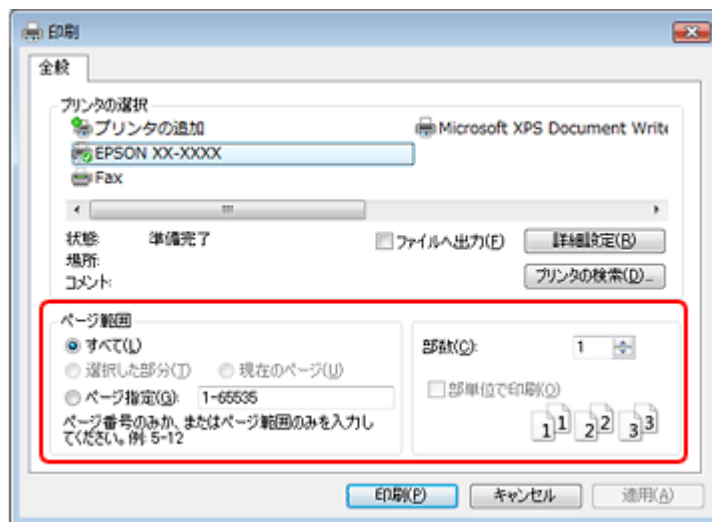 印刷
全般
プリンタの選択
プリンタの追加
Microsoft XPS Document Write
EPSON XX-XXXX
Fax
状態: 準備完了
場所:
コメント:
ファイルへ出力(F)
詳細設定(R)
プリンタの検索(D)...
ページ範囲
すべて(L)
選択した部分(T) 現在のページ(U)
ページ指定(G): 1-65535
ページ番号のみか、またはページ範囲のみを入力し
てください。例: 5-12
部数(C): 1
部単位で印刷(O)
1 1 2 2 3 3
印刷(P) キャンセル 適用(A)